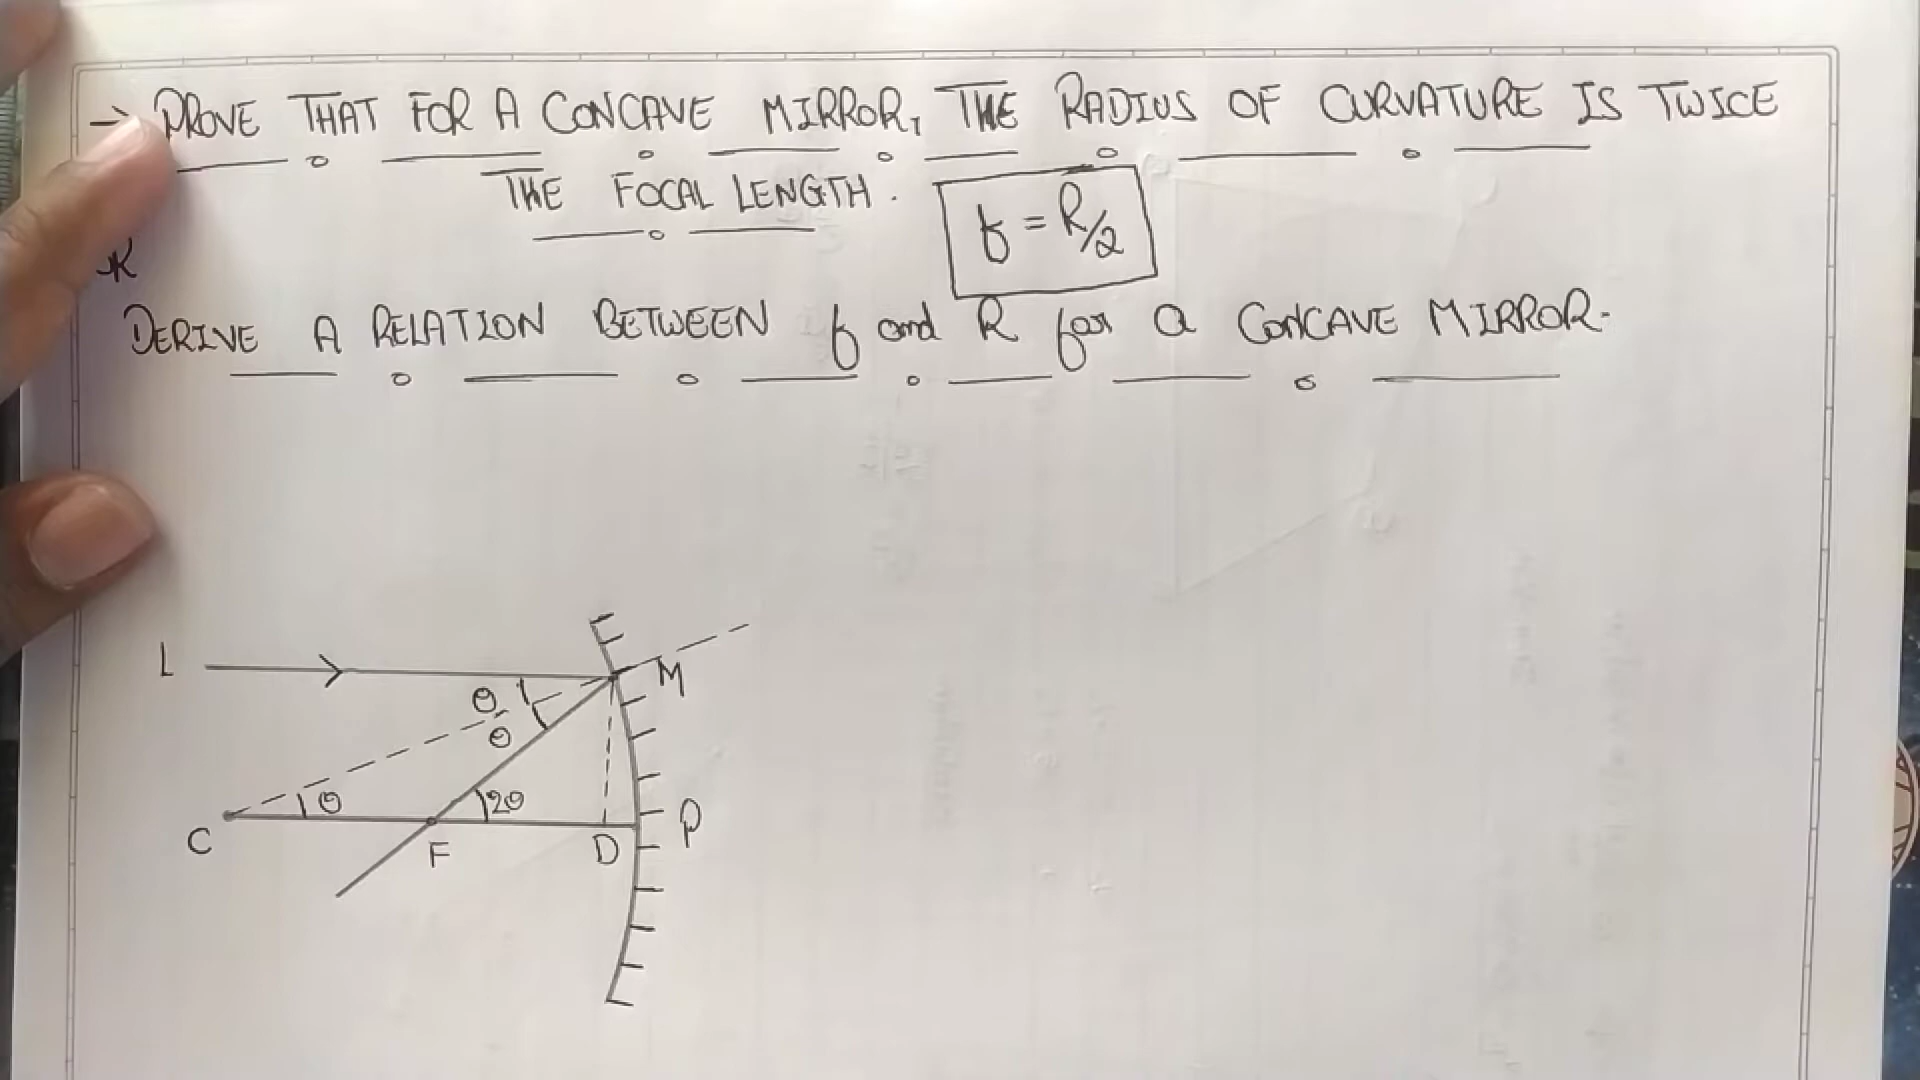 → PROVE THAT FOR A CONCAVE MIRROR, THE RADIUS OF CURVATURE IS TWICE
THE FOCAL LENGTH.
f = R/2
DERIVE A RELATION BETWEEN f and R for a CONCAVE MIRROR.
L
M
θ
θ
θ
2θ
P
C
F
D